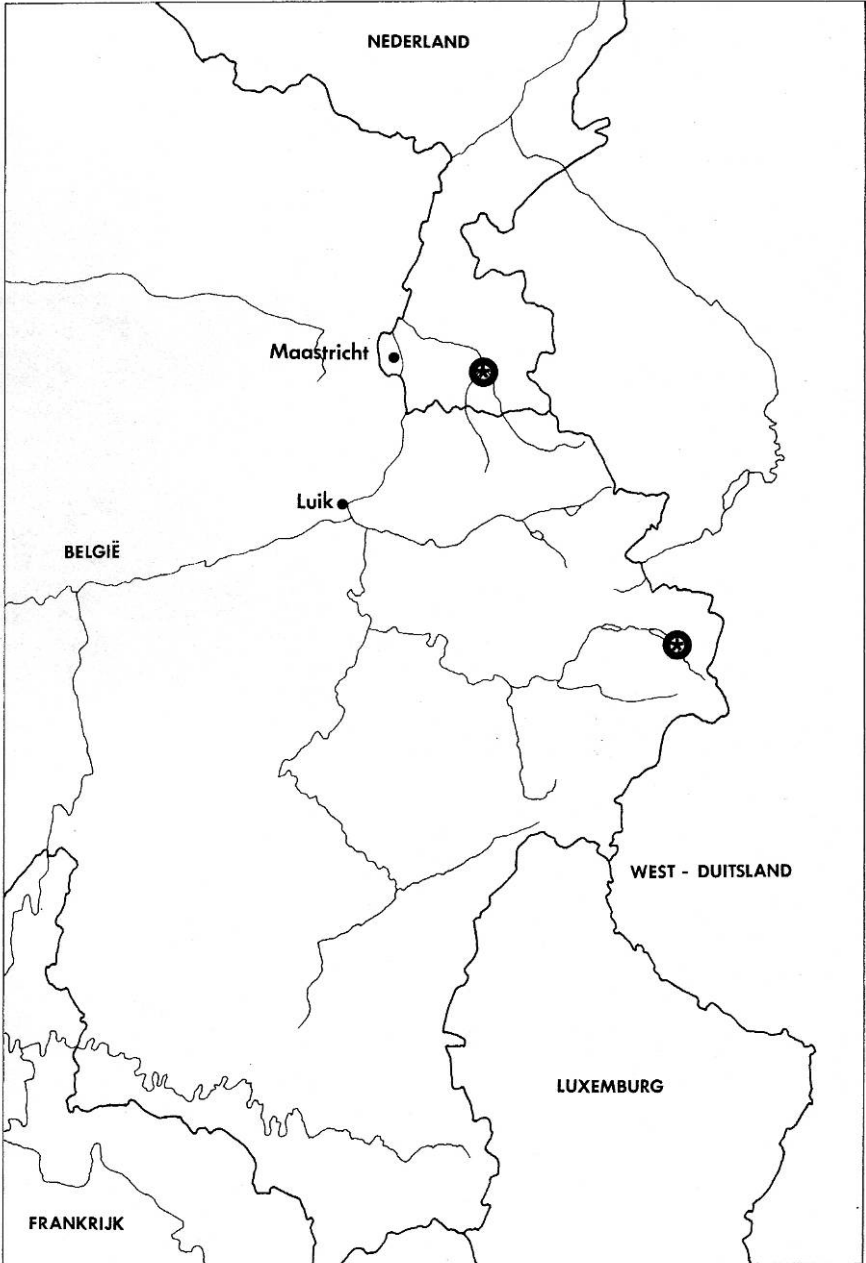 NEDERLAND
Maastricht
Luik
BELGIË
WEST - DUITSLAND
LUXEMBURG
FRANKRIJK